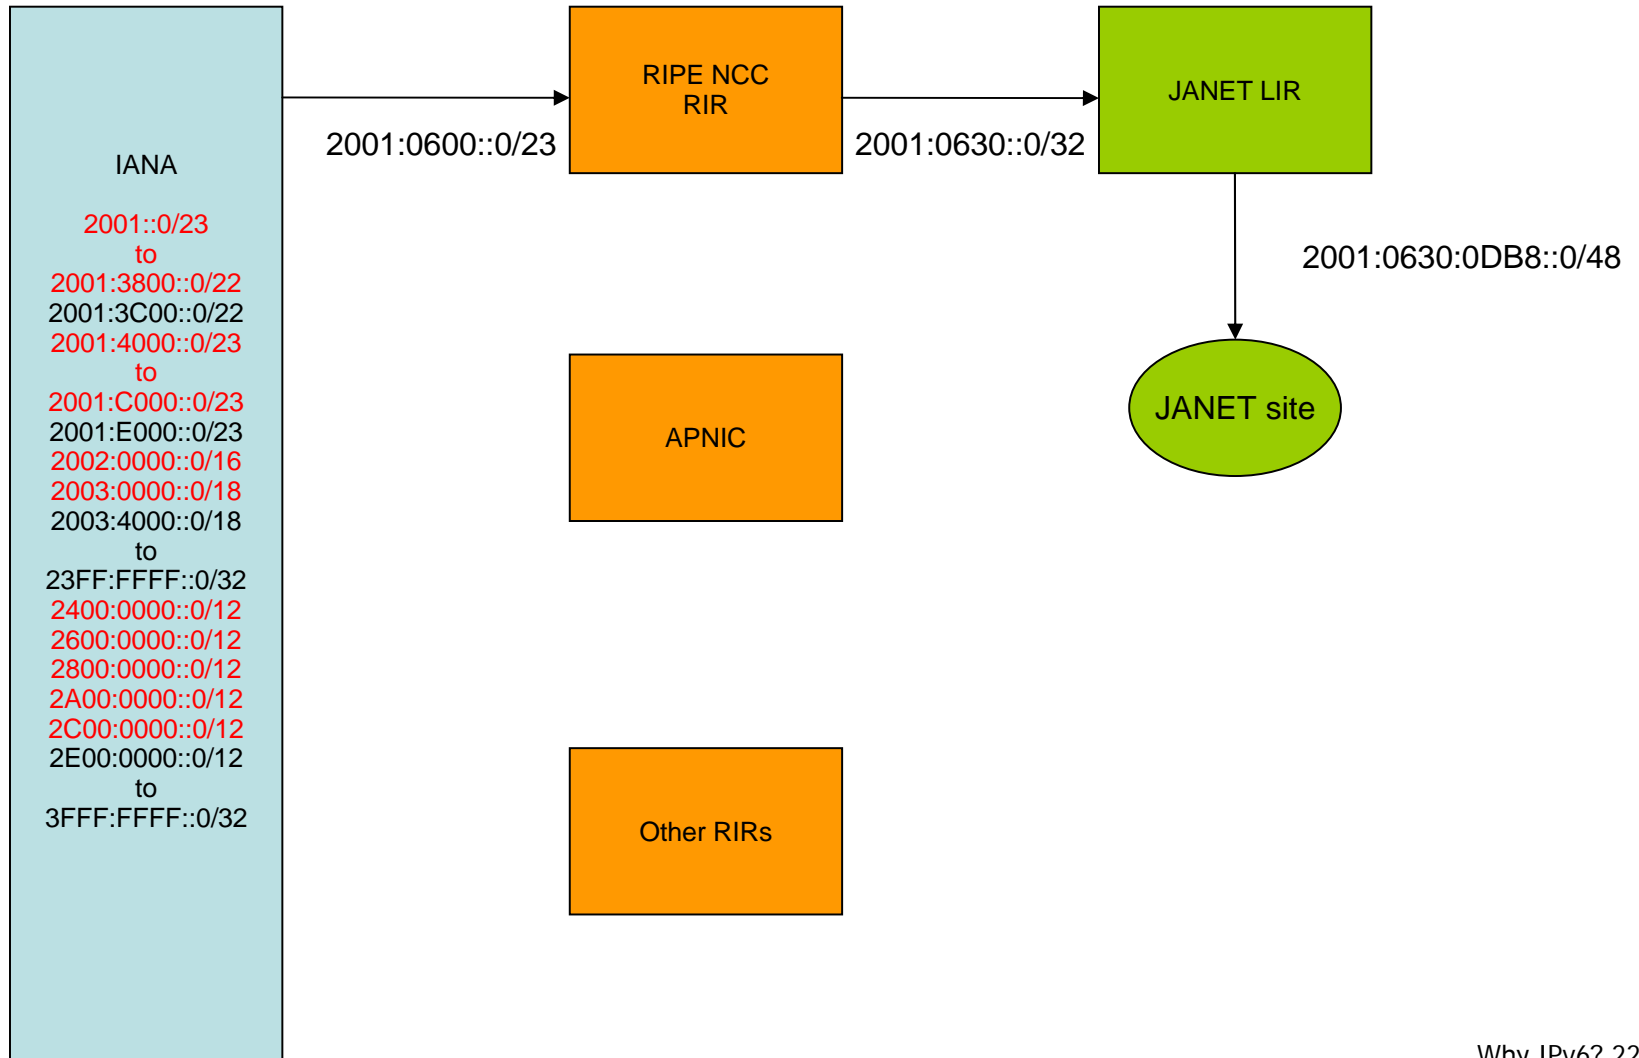 IANA
2001::0/23
to
2001:3800::0/22
2001:3C00::0/22
2001:4000::0/23
to
2001:C000::0/23
2001:E000::0/23
2002:0000::0/16
2003:0000::0/18
2003:4000::0/18
to
23FF:FFFF::0/32
2400:0000::0/12
2600:0000::0/12
2800:0000::0/12
2A00:0000::0/12
2C00:0000::0/12
2E00:0000::0/12
to
3FFF:FFFF::0/32
2001:0600::0/23
RIPE NCC
RIR
2001:0630::0/32
JANET LIR
2001:0630:0DB8::0/48
JANET site
APNIC
Other RIRs
Why IPv6? 22